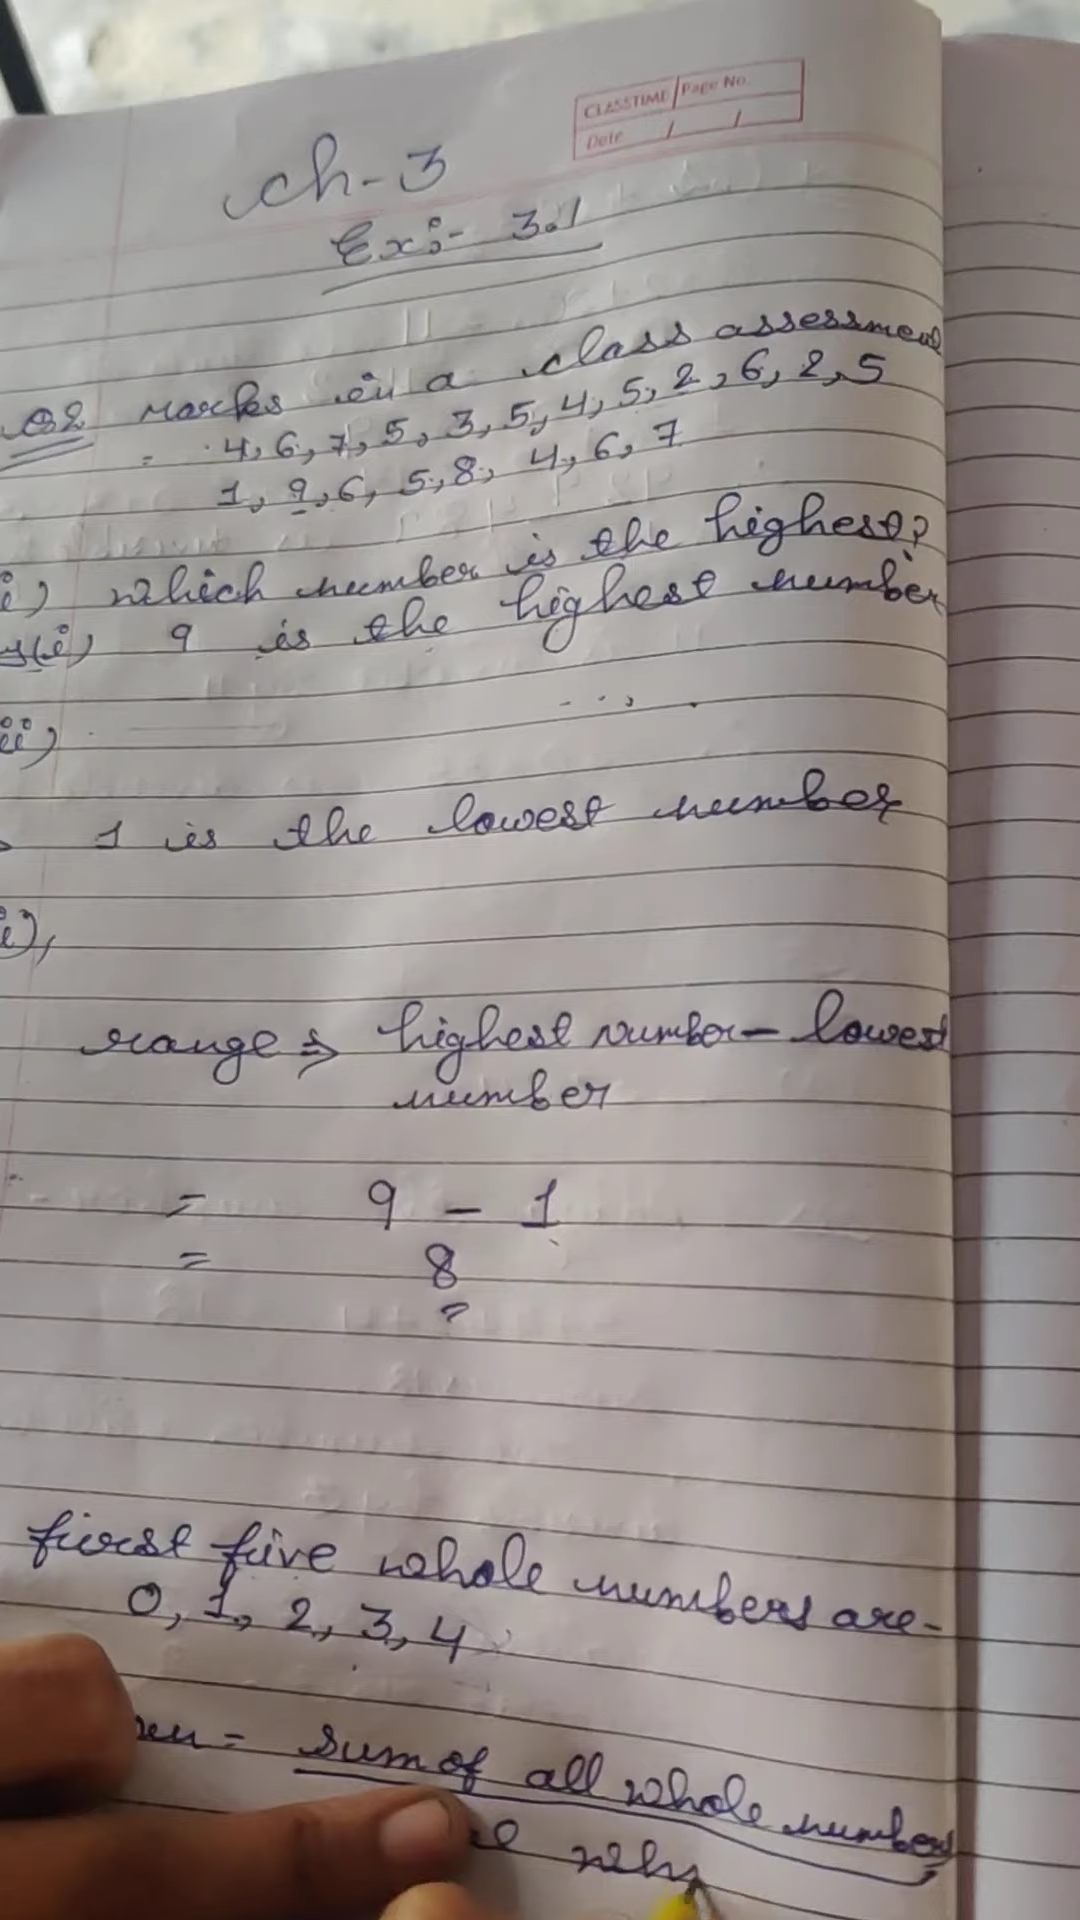 CLASSTIME Page No.
Date / /
Ch-3
Ex:- 3.1
Q2 Marks in a class assessment
= 4, 6, 7, 5, 3, 5, 4, 5, 2, 6, 2, 5
1, 9, 6, 5, 8, 4, 6, 7
i) which number is the highest?
(i) 9 is the highest number
ii)
1 is the lowest number
i),
range ⇒ highest number - lowest
number
= 9 - 1
= 8
=
first five whole numbers are-
0, 1, 2, 3, 4
= sum of all whole numbers